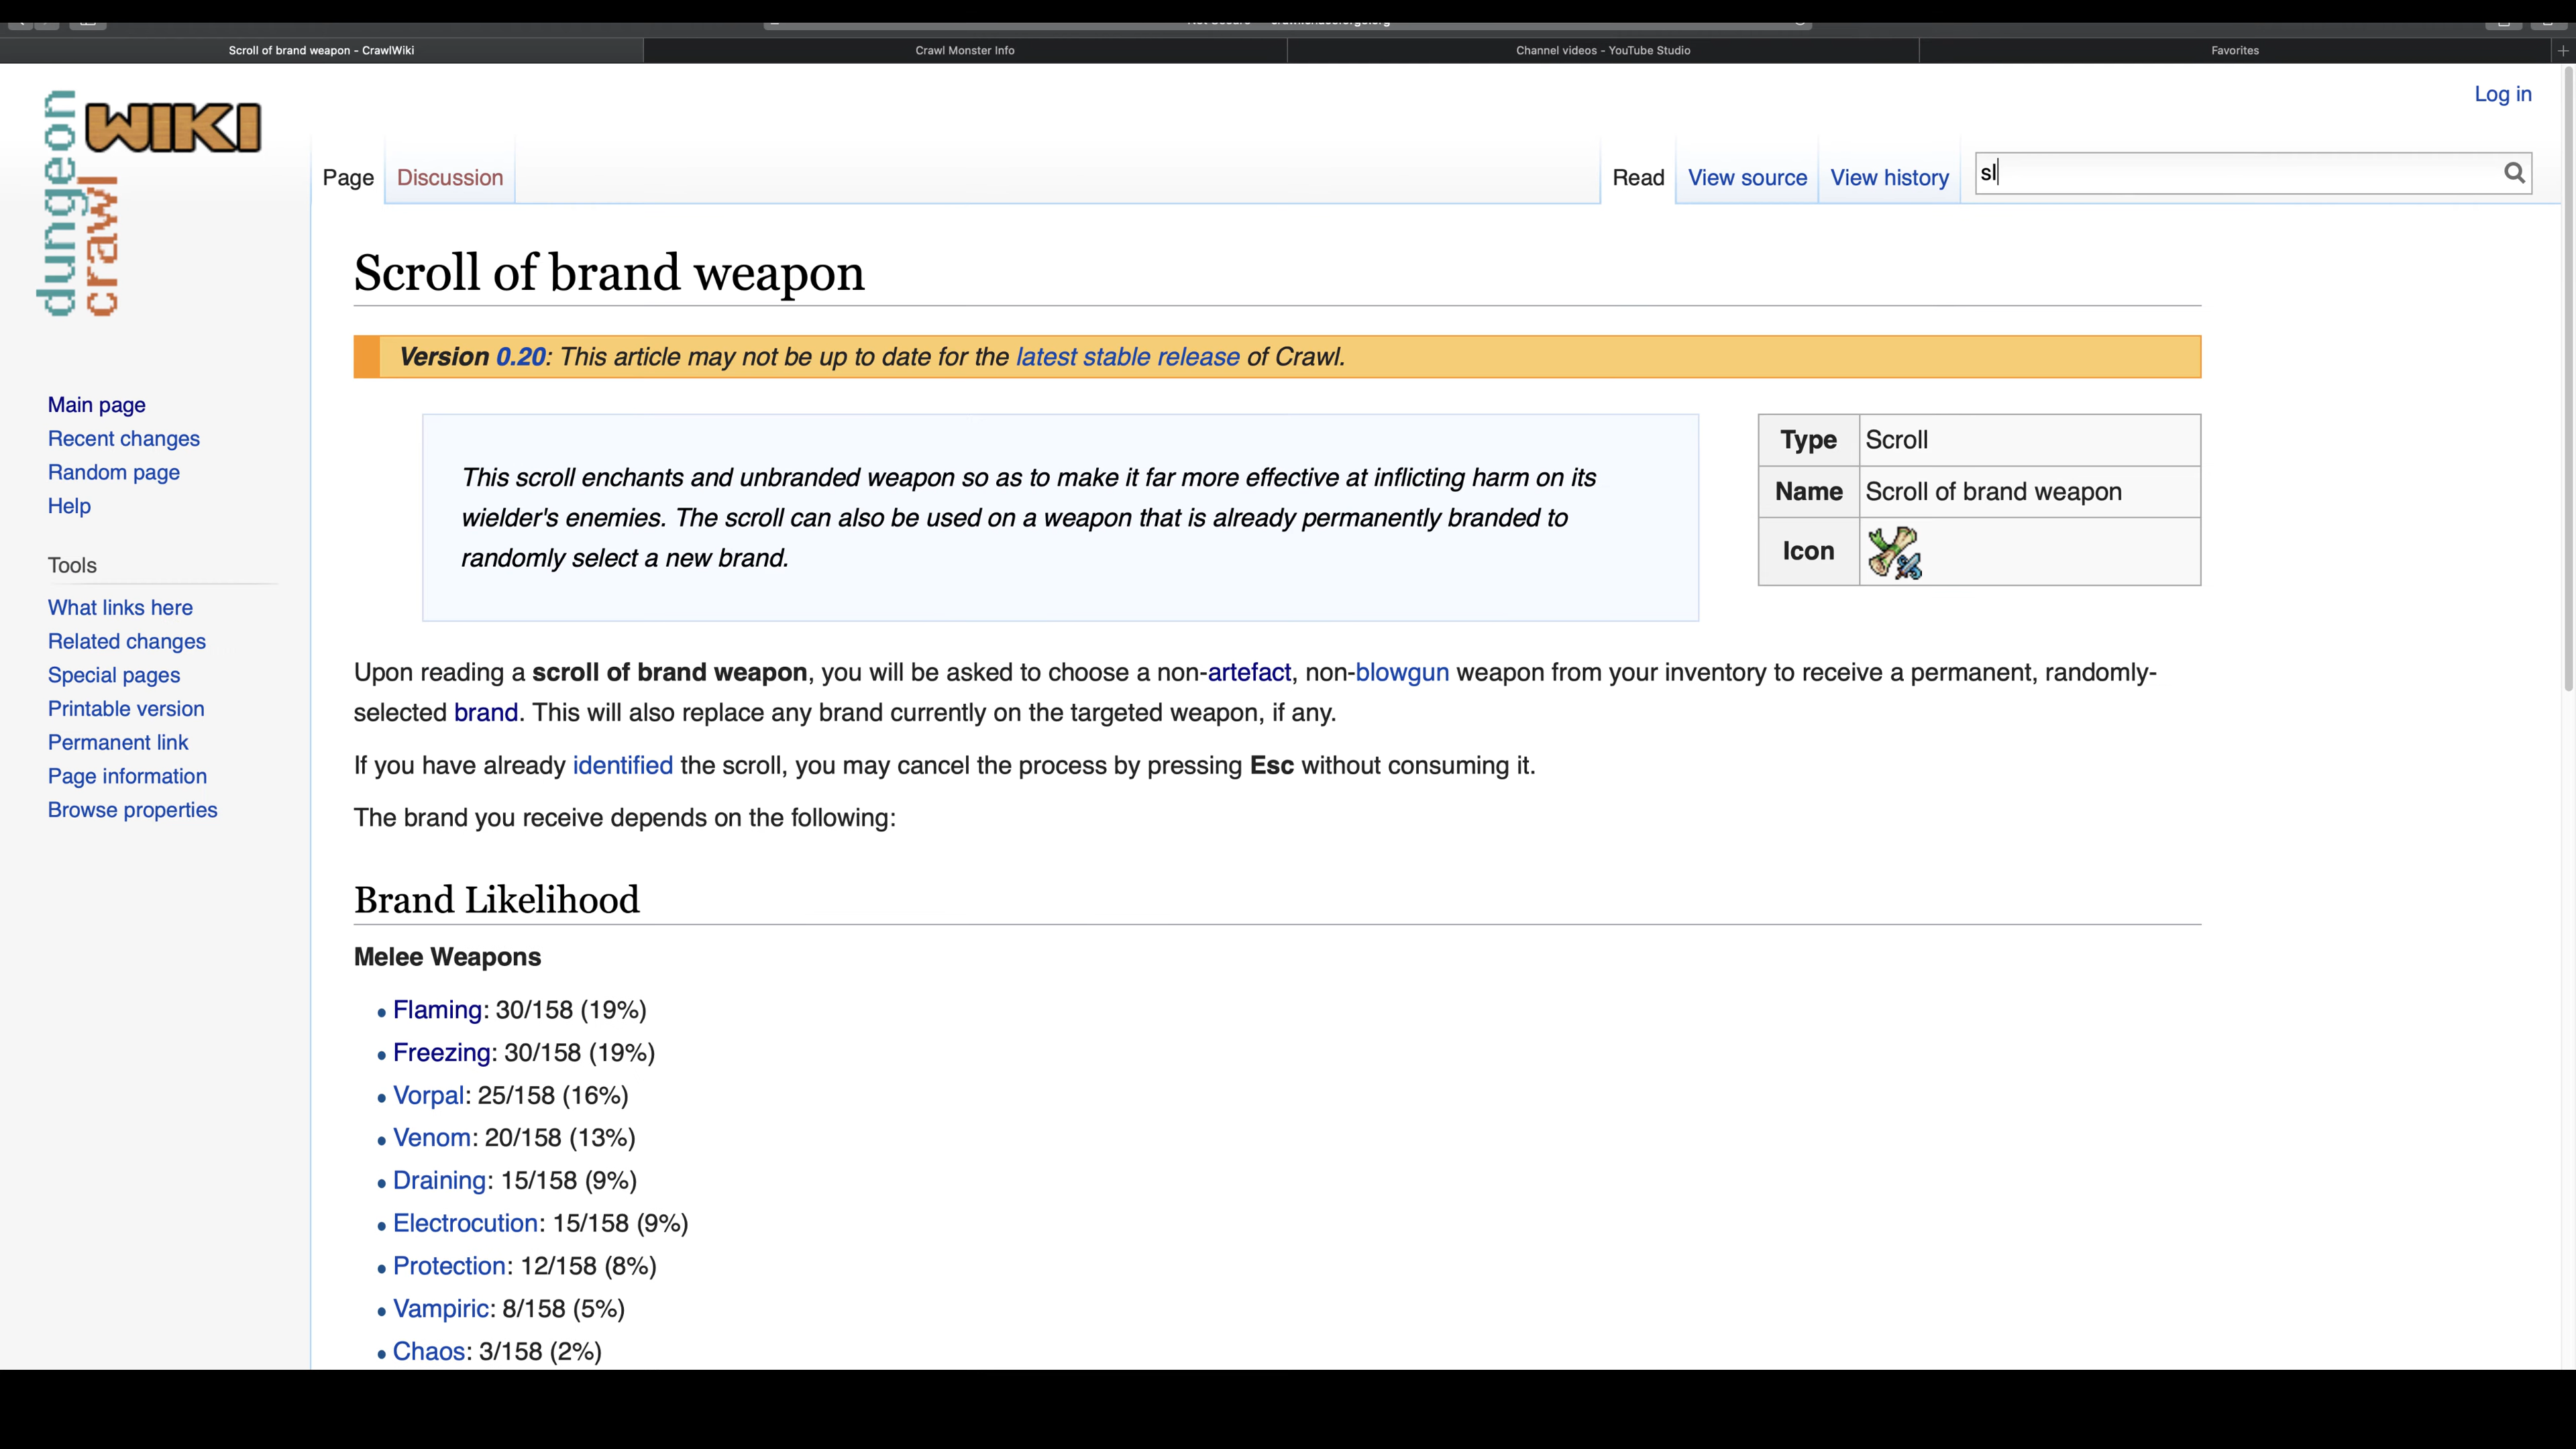 Scroll of brand weapon - CrawlWiki
Crawl Monster Info
Channel videos - YouTube Studio
Favorites
Log in
dungeon
crawl
WIKI
Page
Discussion
Read
View source
View history
sl
Scroll of brand weapon
Version 0.20: This article may not be up to date for the latest stable release of Crawl.
Main page
Recent changes
Random page
Help
Tools
What links here
Related changes
Special pages
Printable version
Permanent link
Page information
Browse properties
This scroll enchants and unbranded weapon so as to make it far more effective at inflicting harm on its
wielder's enemies. The scroll can also be used on a weapon that is already permanently branded to
randomly select a new brand.
Type Scroll
Name Scroll of brand weapon
Icon
Upon reading a scroll of brand weapon, you will be asked to choose a non-artefact, non-blowgun weapon from your inventory to receive a permanent, randomly-
selected brand. This will also replace any brand currently on the targeted weapon, if any.
If you have already identified the scroll, you may cancel the process by pressing Esc without consuming it.
The brand you receive depends on the following:
Brand Likelihood
Melee Weapons
• Flaming: 30/158 (19%)
• Freezing: 30/158 (19%)
• Vorpal: 25/158 (16%)
• Venom: 20/158 (13%)
• Draining: 15/158 (9%)
• Electrocution: 15/158 (9%)
• Protection: 12/158 (8%)
• Vampiric: 8/158 (5%)
• Chaos: 3/158 (2%)